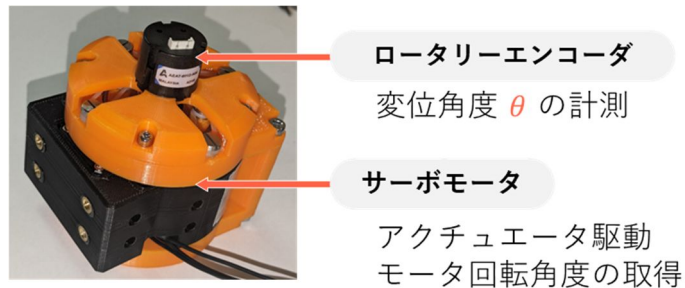 ロータリーエンコーダ
変位角度 θ の計測
サーボモータ
アクチュエータ駆動
モータ回転角度の取得